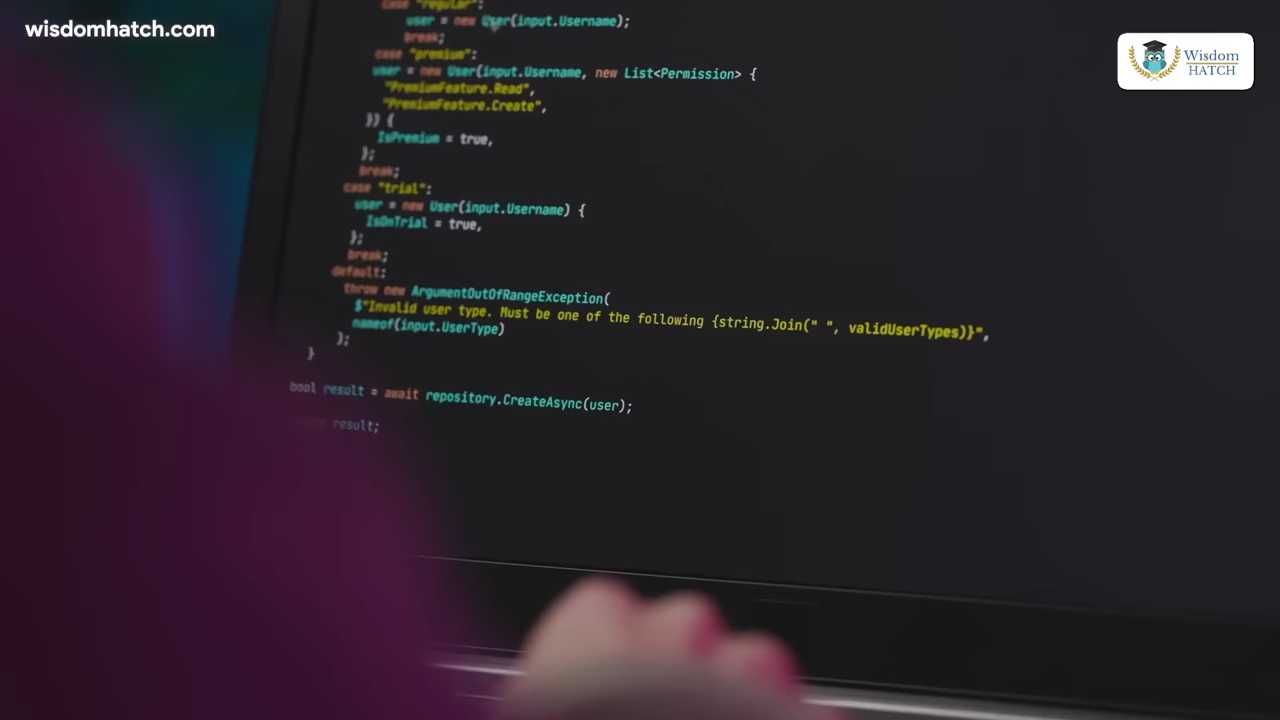 wisdomhatch.com
Wisdom
HATCH
case "regular":
user = new User(input.Username);
break;
case "premium":
user = new User(input.Username, new List<Permission> {
"PremiumFeature.Read",
"PremiumFeature.Create",
}) {
IsPremium = true,
};
break;
case "trial":
user = new User(input.Username) {
IsOnTrial = true,
};
break;
default:
throw new ArgumentOutOfRangeException(
$"Invalid user type. Must be one of the following {string.Join(" ", validUserTypes)}",
nameof(input.UserType)
);
}
bool result = await repository.CreateAsync(user);
result;